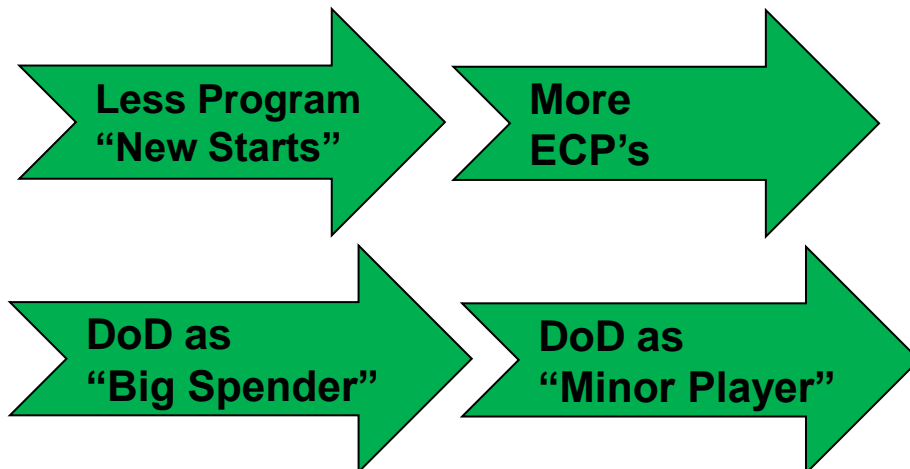 Less Program
“New Starts”
More
ECP’s
DoD as
“Big Spender”
DoD as
“Minor Player”